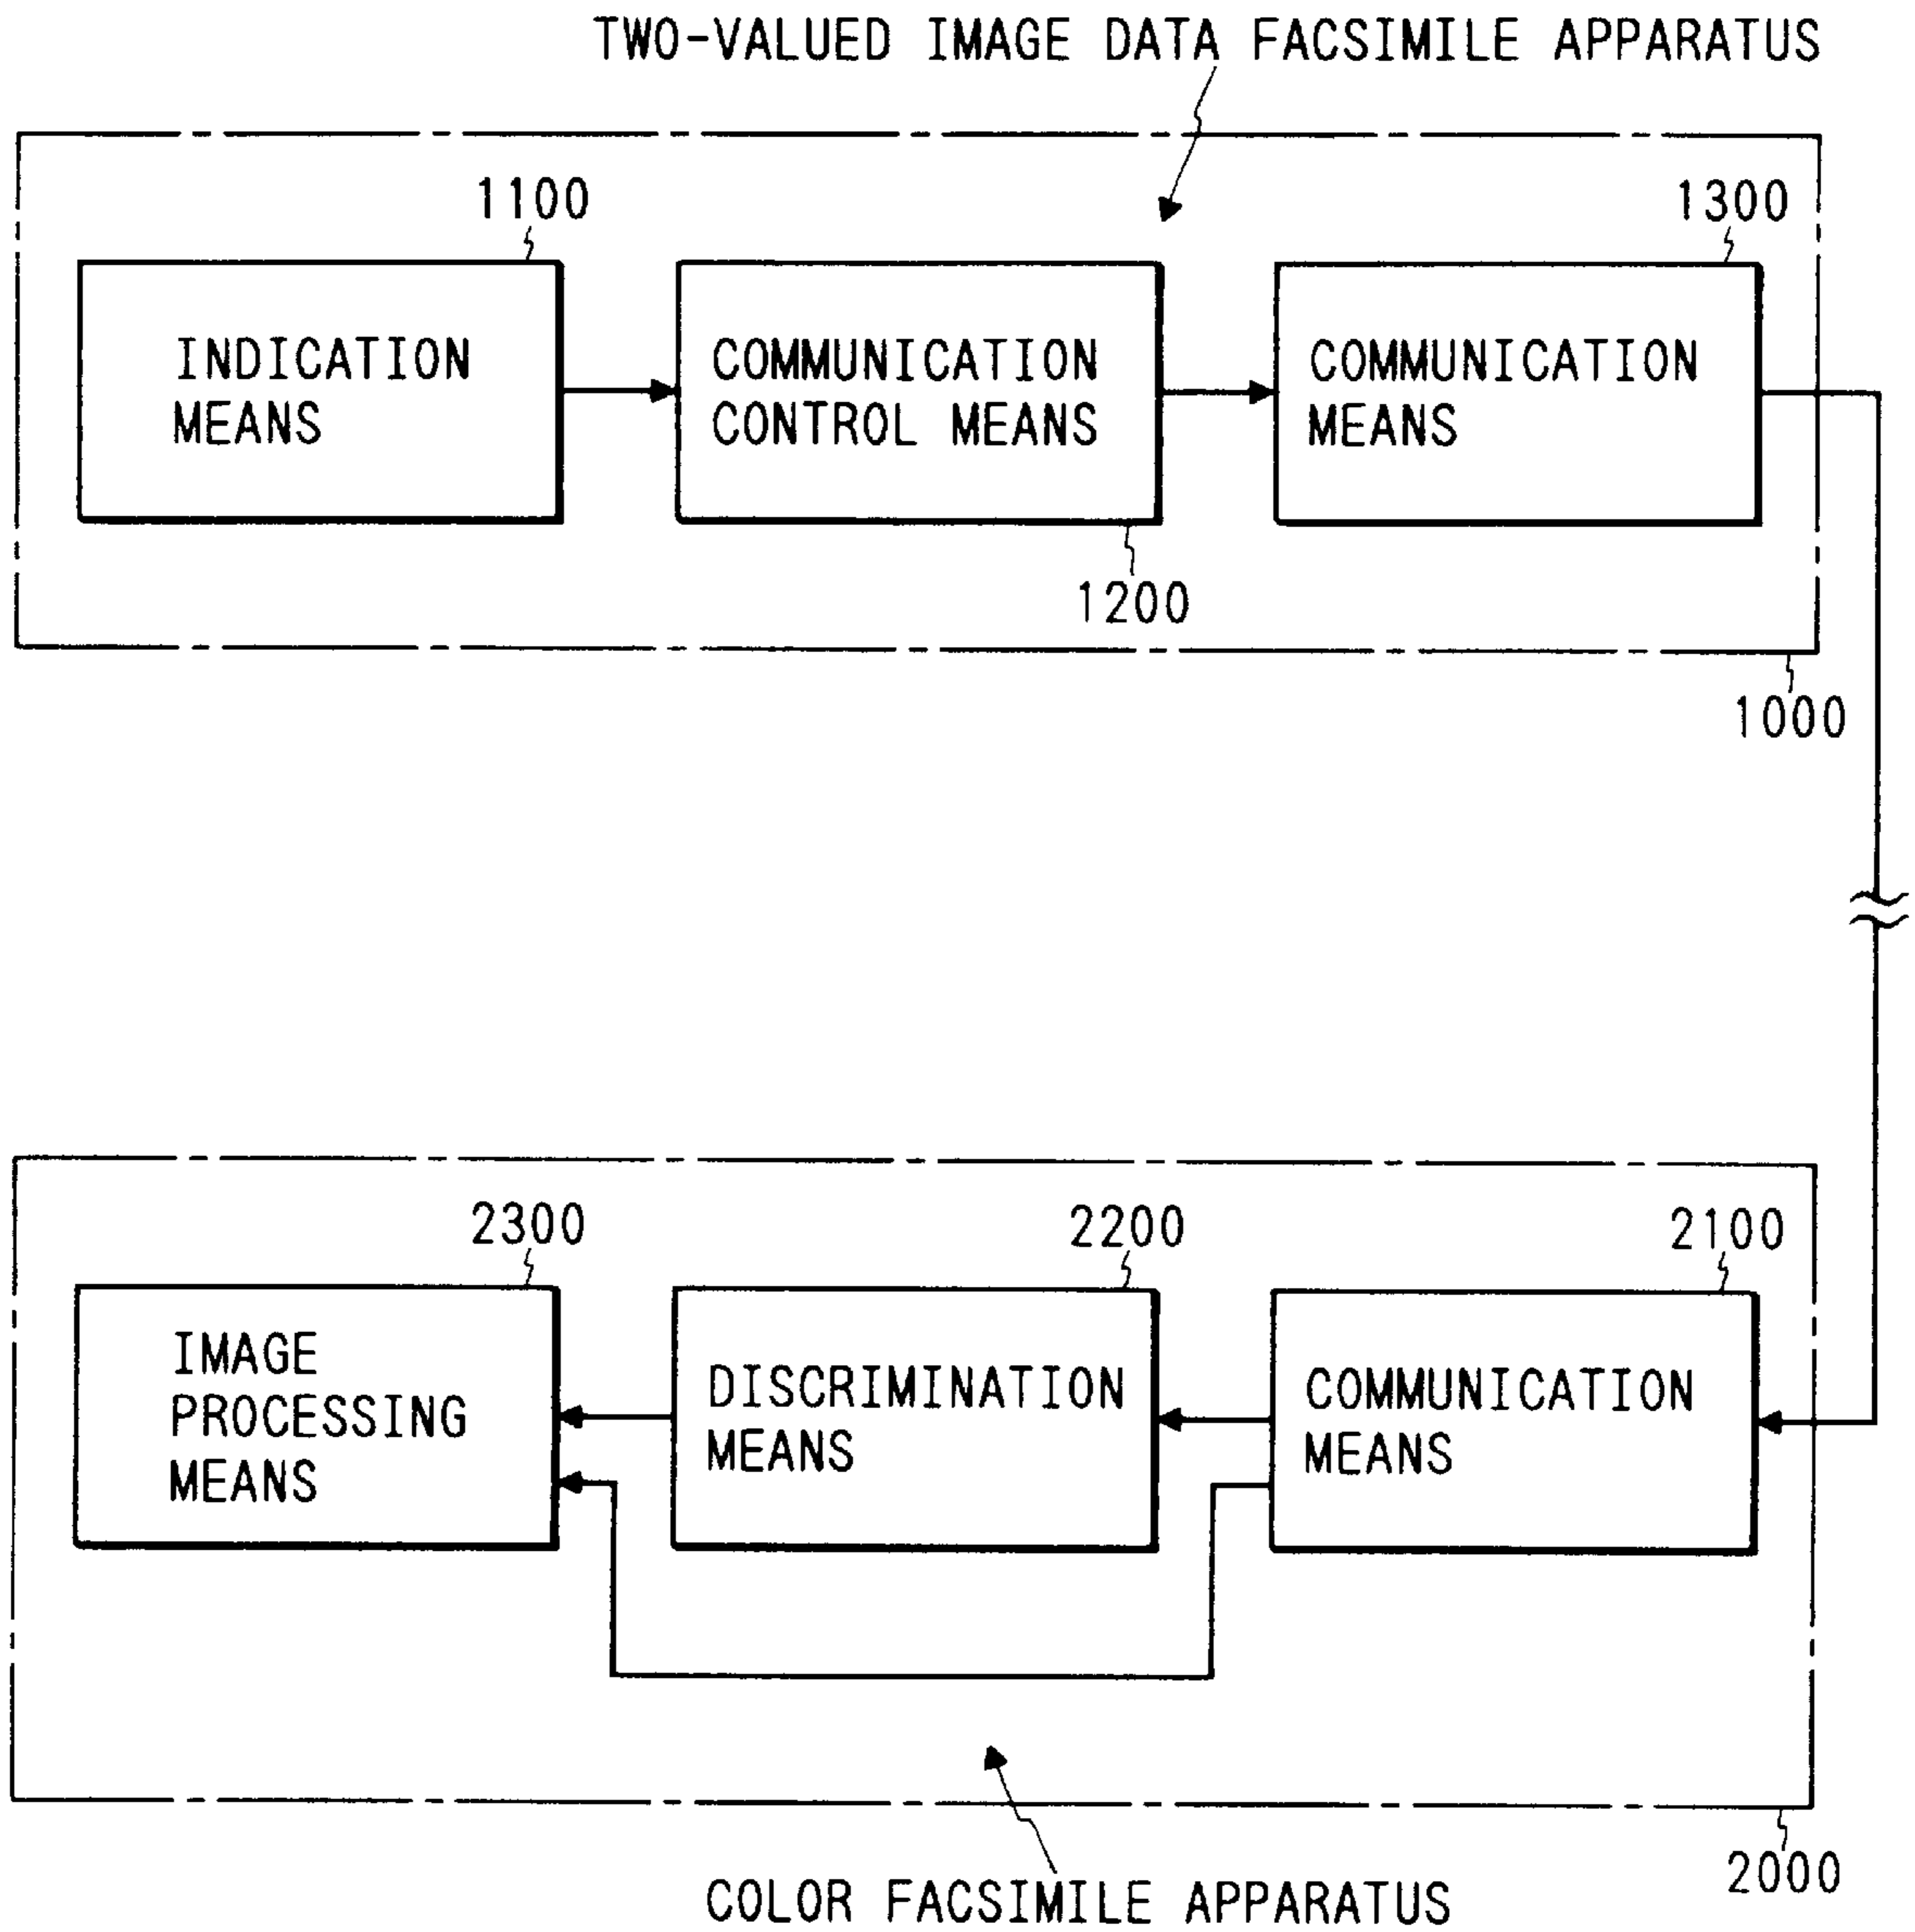 TWO-VALUED IMAGE DATA FACSIMILE APPARATUS
1100
1300
INDICATION
MEANS
COMMUNICATION
CONTROL MEANS
COMMUNICATION
MEANS
1200
1000
2300
2200
2100
IMAGE
PROCESSING
MEANS
DISCRIMINATION
MEANS
COMMUNICATION
MEANS
2000
COLOR FACSIMILE APPARATUS